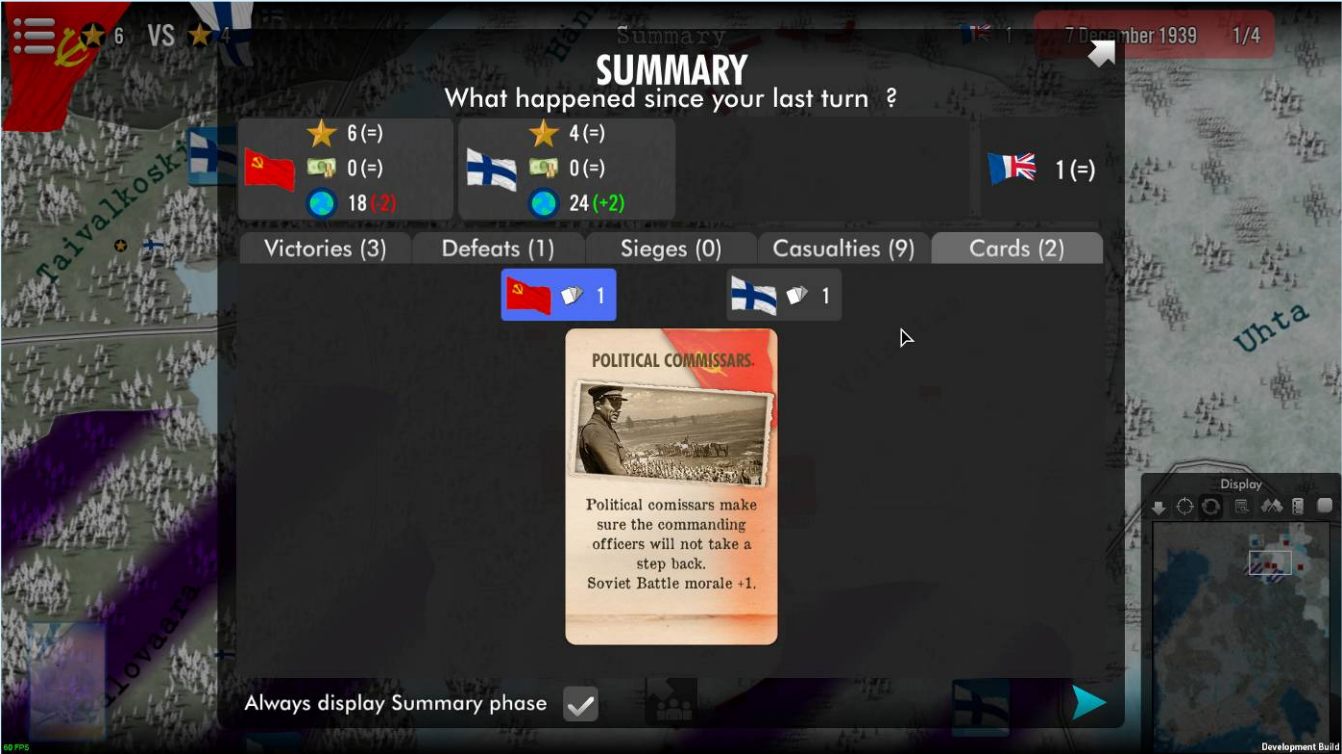 6 VS 4
Summary
1
7 December 1939 1/4
SUMMARY
What happened since your last turn ?
6 (=)
0 (=)
18 (-2)
4 (=)
0 (=)
24 (+2)
1 (=)
Taivalkoski
Victories (3)
Defeats (1)
Sieges (0)
Casualties (9)
Cards (2)
1
1
Uhta
POLITICAL COMMISSARS.
Political comissars make
sure the commanding
officers will not take a
step back.
Soviet Battle morale +1.
Display
Always display Summary phase
60 FPS
Development Build